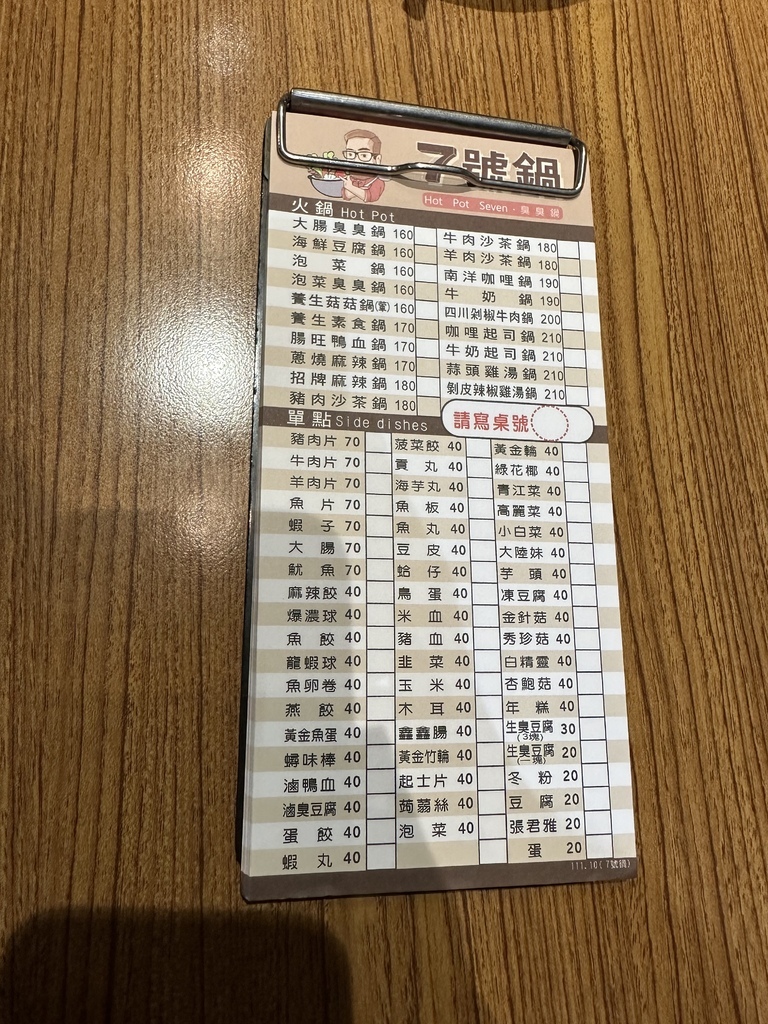 7號鍋
Hot Pot Seven·臭臭鍋
火鍋 Hot Pot
大腸臭臭鍋 160
海鮮豆腐鍋 160
泡菜鍋 160
泡菜臭臭鍋 160
養生菇菇鍋(葷) 160
養生素食鍋 170
腸旺鴨血鍋 170
蔥燒麻辣鍋 170
招牌麻辣鍋 180
豬肉沙茶鍋 180
牛肉沙茶鍋 180
羊肉沙茶鍋 180
南洋咖哩鍋 190
牛奶鍋 190
四川剁椒牛肉鍋 200
咖哩起司鍋 210
牛奶起司鍋 210
蒜頭雞湯鍋 210
剝皮辣椒雞湯鍋 210
單點 Side dishes
請寫桌號
豬肉片 70
牛肉片 70
羊肉片 70
魚片 70
蝦子 70
大腸 70
魷魚 70
麻辣餃 40
爆濃球 40
魚餃 40
龍蝦球 40
魚卵卷 40
燕餃 40
黃金魚蛋 40
蟳味棒 40
滷鴨血 40
滷臭豆腐 40
蛋餃 40
蝦丸 40
菠菜餃 40
貢丸 40
海芋丸 40
魚板 40
魚丸 40
豆皮 40
蛤仔 40
鳥蛋 40
米血 40
豬血 40
韭菜 40
玉米 40
木耳 40
鑫鑫腸 40
黃金竹輪 40
起士片 40
蒟蒻絲 40
泡菜 40
黃金輪 40
綠花椰 40
青江菜 40
高麗菜 40
小白菜 40
大陸妹 40
芋頭 40
凍豆腐 40
金針菇 40
秀珍菇 40
白精靈 40
杏鮑菇 40
年糕 40
生臭豆腐(3塊) 30
生臭豆腐(一塊) 20
冬粉 20
豆腐 20
張君雅 20
蛋 20
111.10(7號鍋)